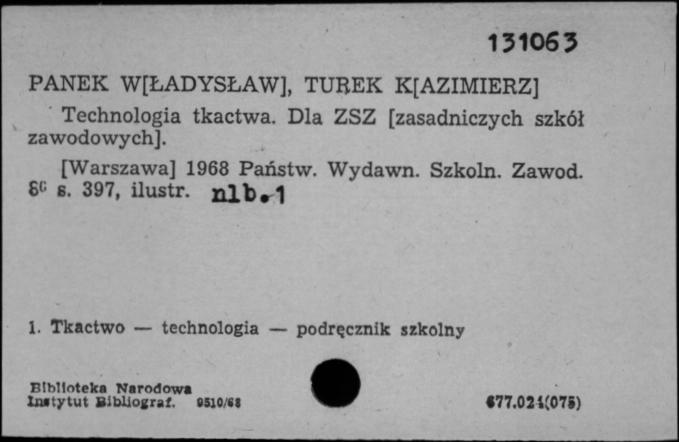 131063
PANEK W[ŁADYSŁAW], TUREK K[AZIMIERZ]
Technologia tkactwa. Dla ZSZ [zasadniczych szkół
zawodowych].
[Warszawa] 1968 Państw. Wydawn. Szkoln. Zawod.
8° s. 397, ilustr. nlb. 1
1. Tkactwo — technologia — podręcznik szkolny
Biblioteka Narodowa
Instytut Bibliograf. 9510/68
677.024(075)